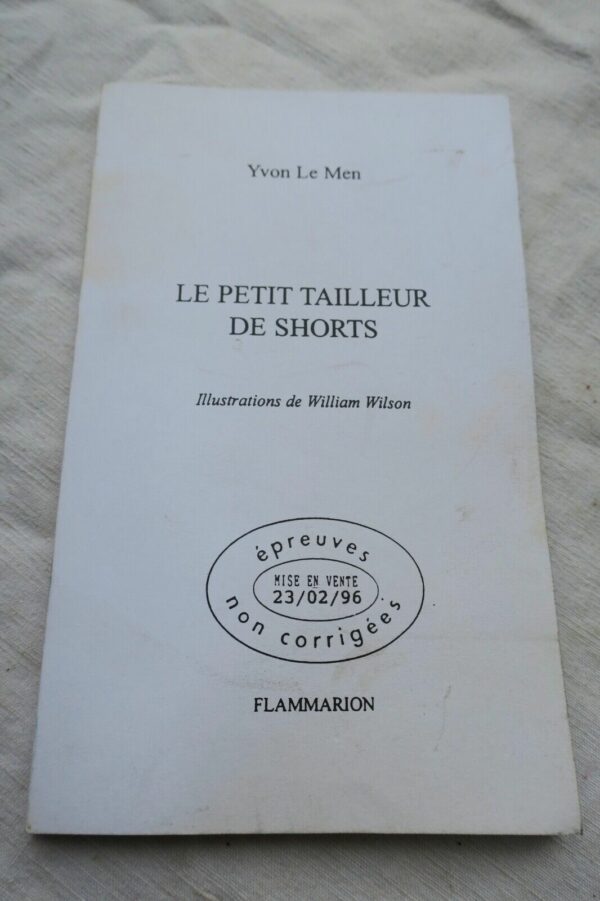 Yvon Le Men
LE PETIT TAILLEUR
DE SHORTS
Illustrations de William Wilson
épreuves
MISE EN VENTE
23/02/96
non corrigées
FLAMMARION